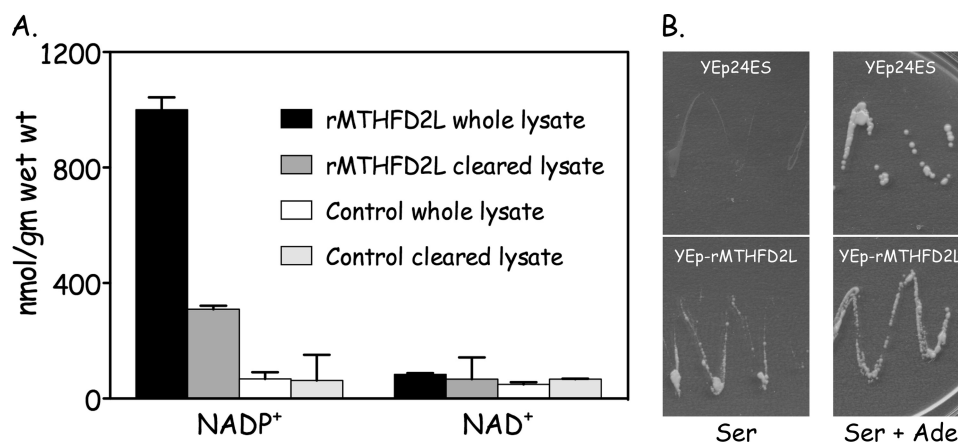 A.
1200
800
400
0
nmol/gm wet wt
rMTHFD2L whole lysate
rMTHFD2L cleared lysate
Control whole lysate
Control cleared lysate
NADP⁺
NAD⁺
B.
YEp24ES
YEp24ES
YEp-rMTHFD2L
YEp-rMTHFD2L
Ser
Ser + Ade